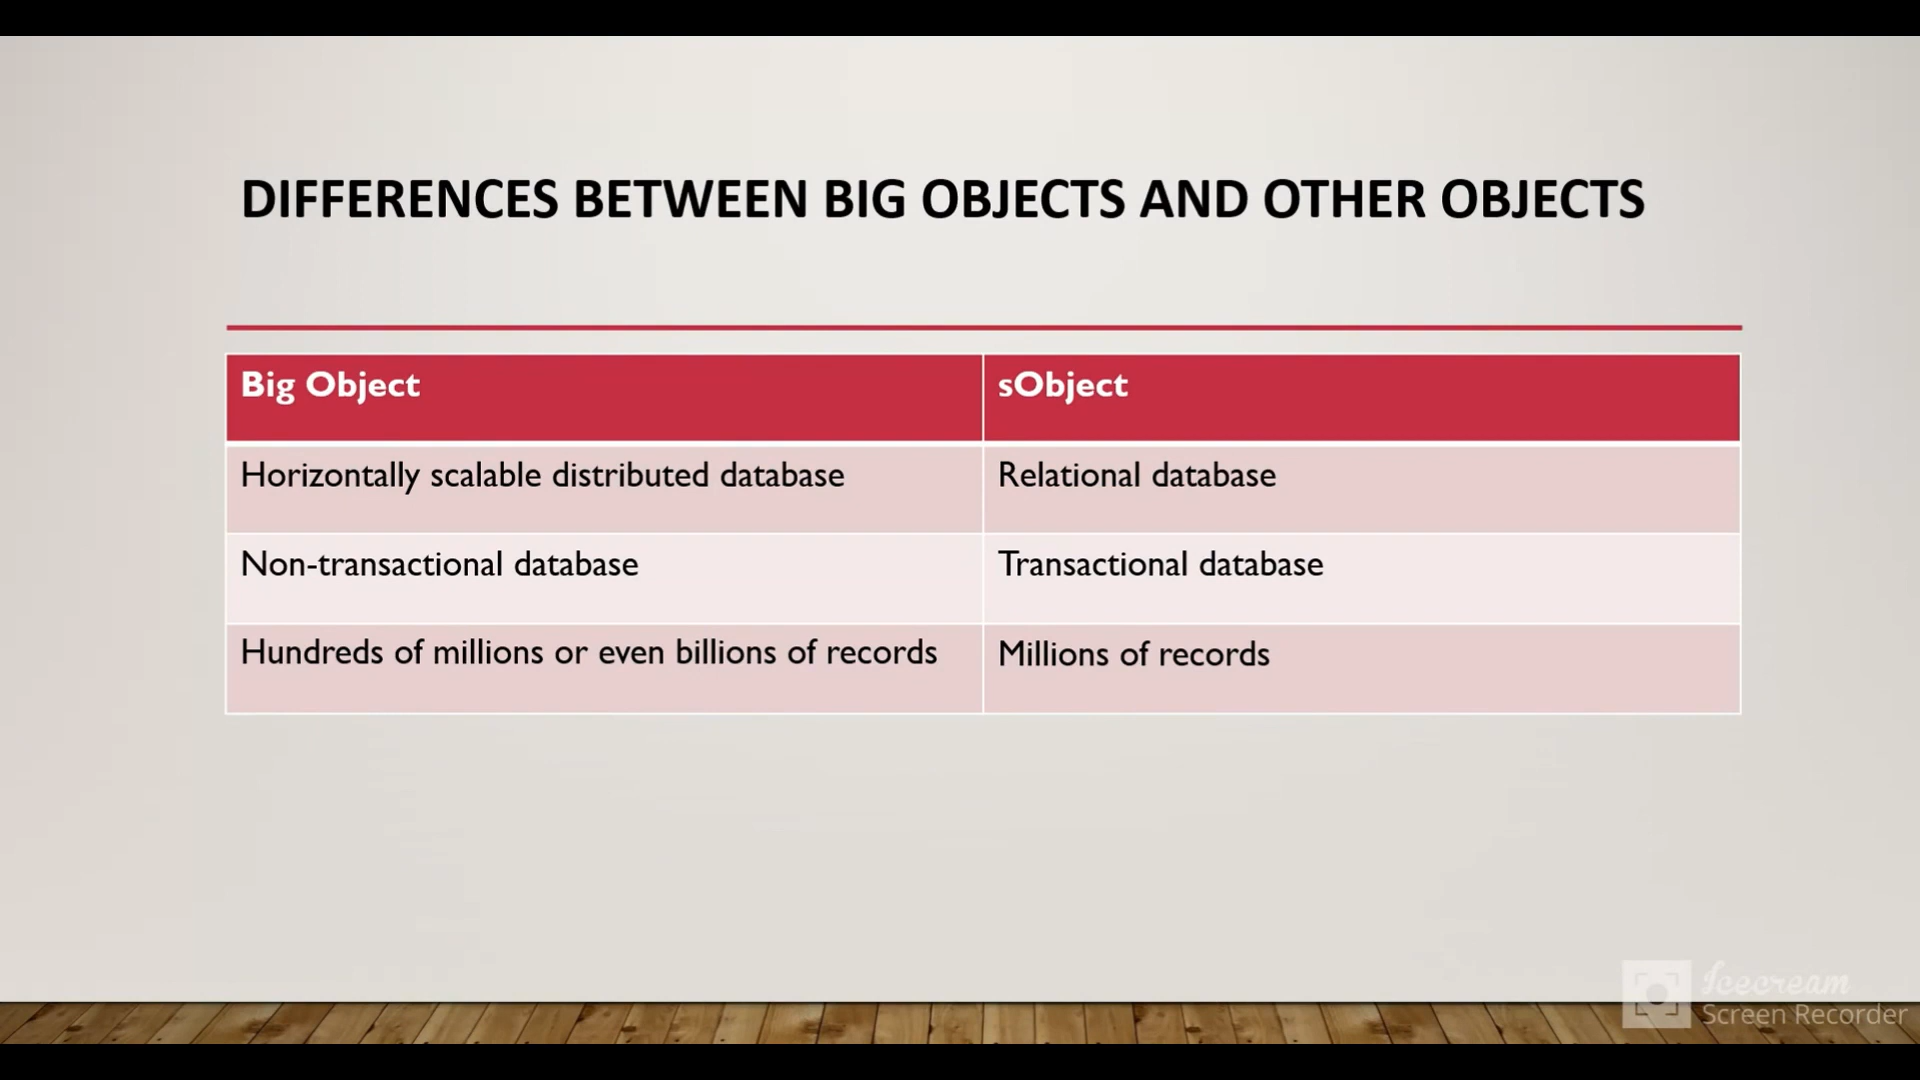 DIFFERENCES BETWEEN BIG OBJECTS AND OTHER OBJECTS
Big Object
sObject
Horizontally scalable distributed database
Relational database
Non-transactional database
Transactional database
Hundreds of millions or even billions of records
Millions of records
Icecream
Screen Recorder